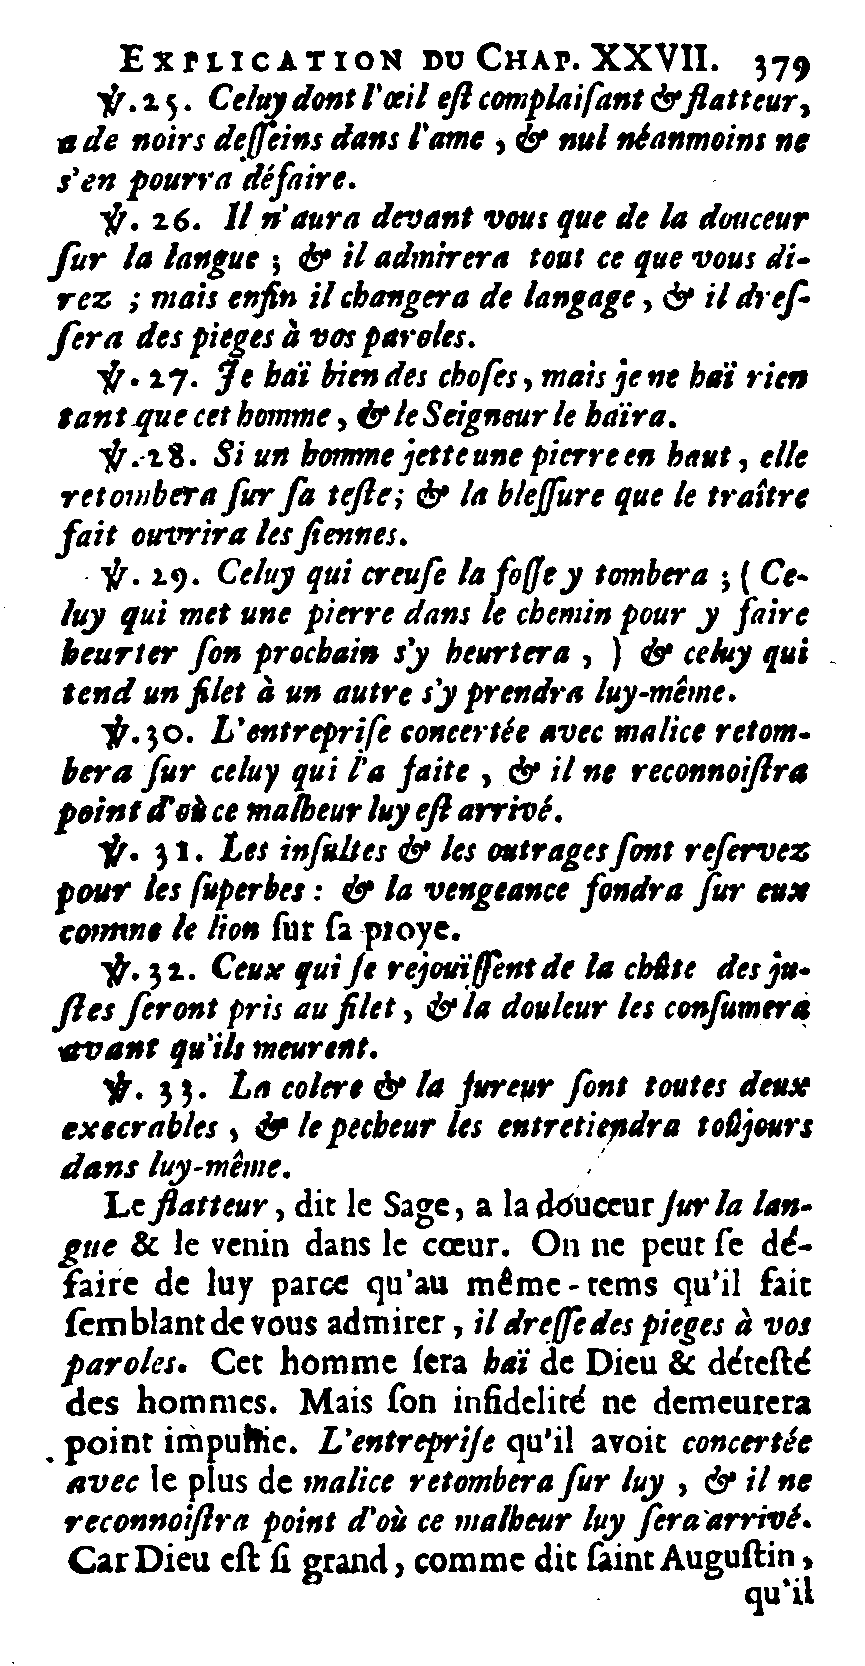 EXPLICATION DU CHAP. XXVII. 379
℣. 25. Celuy dont l'œil eſt complaiſant & flatteur,
a de noirs deſſeins dans l'ame, & nul néanmoins ne
s'en pourra défaire.
℣. 26. Il n'aura devant vous que de la douceur
ſur la langue ; & il admirera tout ce que vous di-
rez ; mais enfin il changera de langage, & il dreſ-
ſera des pieges à vos paroles.
℣. 27. Je haï bien des choſes, mais je ne haï rien
tant que cet homme, & le Seigneur le haïra.
℣. 28. Si un homme jette une pierre en haut, elle
retombera ſur ſa teſte ; & la bleſſure que le traître
fait ouvrira les ſiennes.
℣. 29. Celuy qui creuſe la foſſe y tombera ; ( Ce-
luy qui met une pierre dans le chemin pour y faire
heurter ſon prochain s'y heurtera, ) & celuy qui
tend un filet à un autre s'y prendra luy-même.
℣. 30. L'entrepriſe concertée avec malice retom-
bera ſur celuy qui l'a faite, & il ne reconnoiſtra
point d'où ce malheur luy eſt arrivé.
℣. 31. Les inſultes & les outrages ſont reſervez
pour les ſuperbes : & la vengeance fondra ſur eux
comme le lion ſur ſa proye.
℣. 32. Ceux qui ſe rejouïſſent de la chûte des ju-
ſtes ſeront pris au filet, & la douleur les conſumera
avant qu'ils meurent.
℣. 33. La colere & la fureur ſont toutes deux
execrables, & le pecheur les entretiendra toûjours
dans luy-même.
Le flatteur, dit le Sage, a la douceur ſur la lan-
gue & le venin dans le cœur. On ne peut ſe dé-
faire de luy parce qu'au même-tems qu'il fait
ſemblant de vous admirer, il dreſſe des pieges à vos
paroles. Cet homme ſera haï de Dieu & déteſté
des hommes. Mais ſon infidelité ne demeurera
point impunie. L'entrepriſe qu'il avoit concertée
avec le plus de malice retombera ſur luy, & il ne
reconnoiſtra point d'où ce malheur luy ſera arrivé.
Car Dieu eſt ſi grand, comme dit ſaint Auguſtin,
qu'il